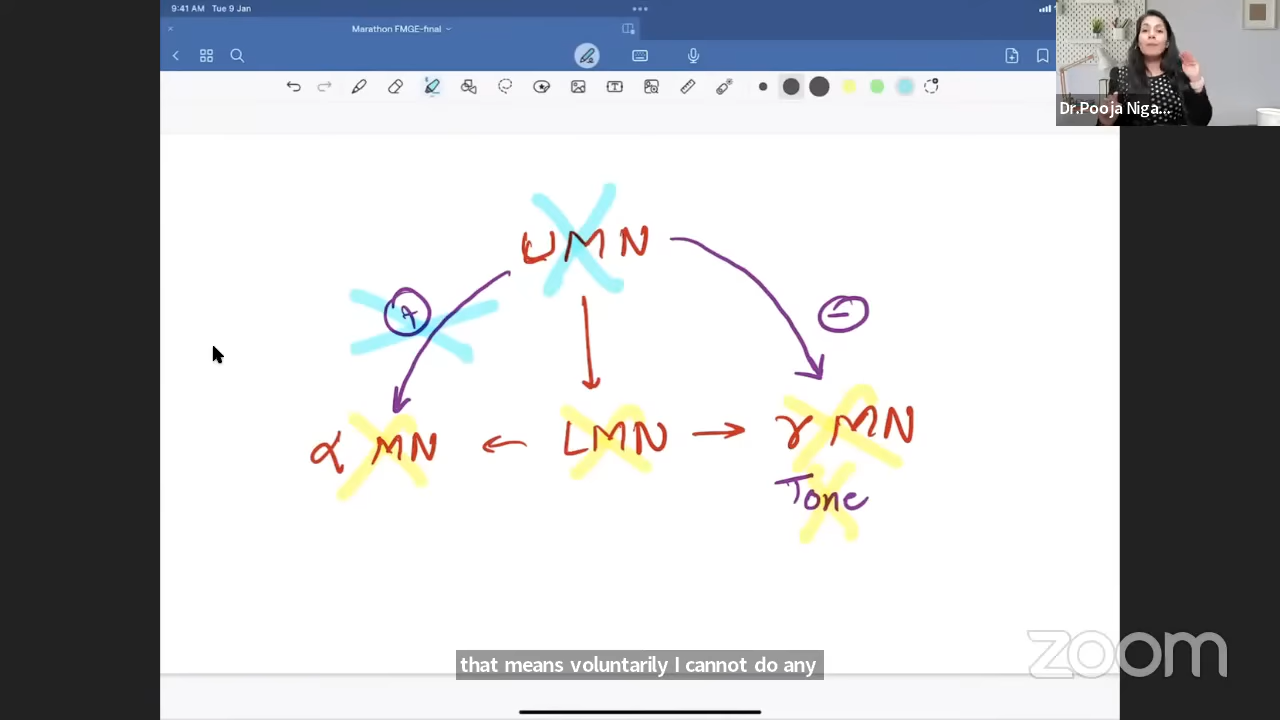 9:41 AM Tue 9 Jan
Marathon FMGE-final
Dr.Pooja Niga...
UMN
+
−
α MN ← LMN → γ MN
Tone
that means voluntarily I cannot do any
zoom